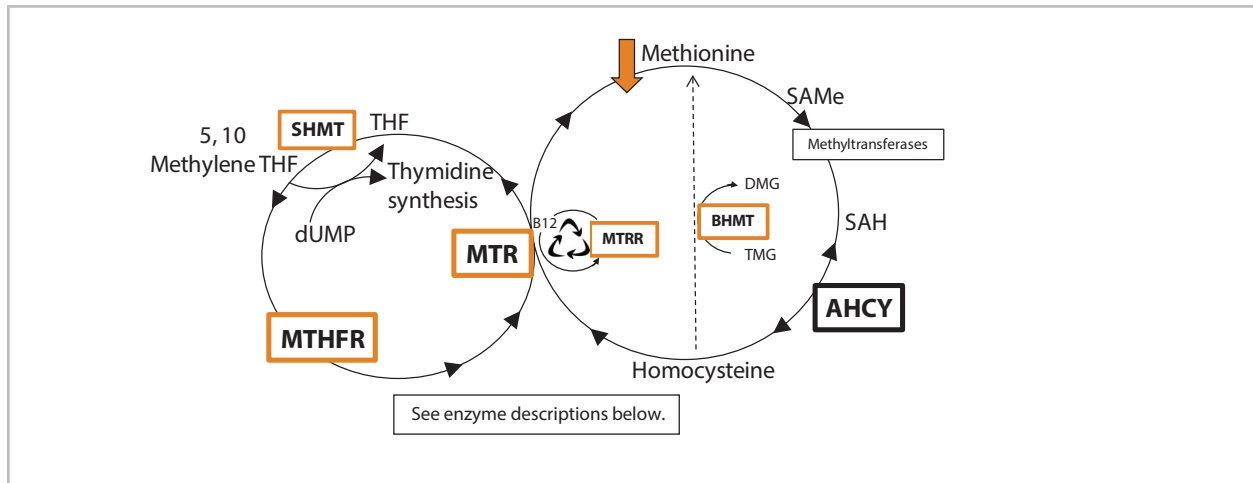 Methionine
SAMe
Methyltransferases
SHMT
THF
5, 10
Methylene THF
Thymidine
synthesis
dUMP
B12
MTRR
MTR
DMG
BHMT
TMG
SAH
AHCY
MTHFR
Homocysteine
See enzyme descriptions below.